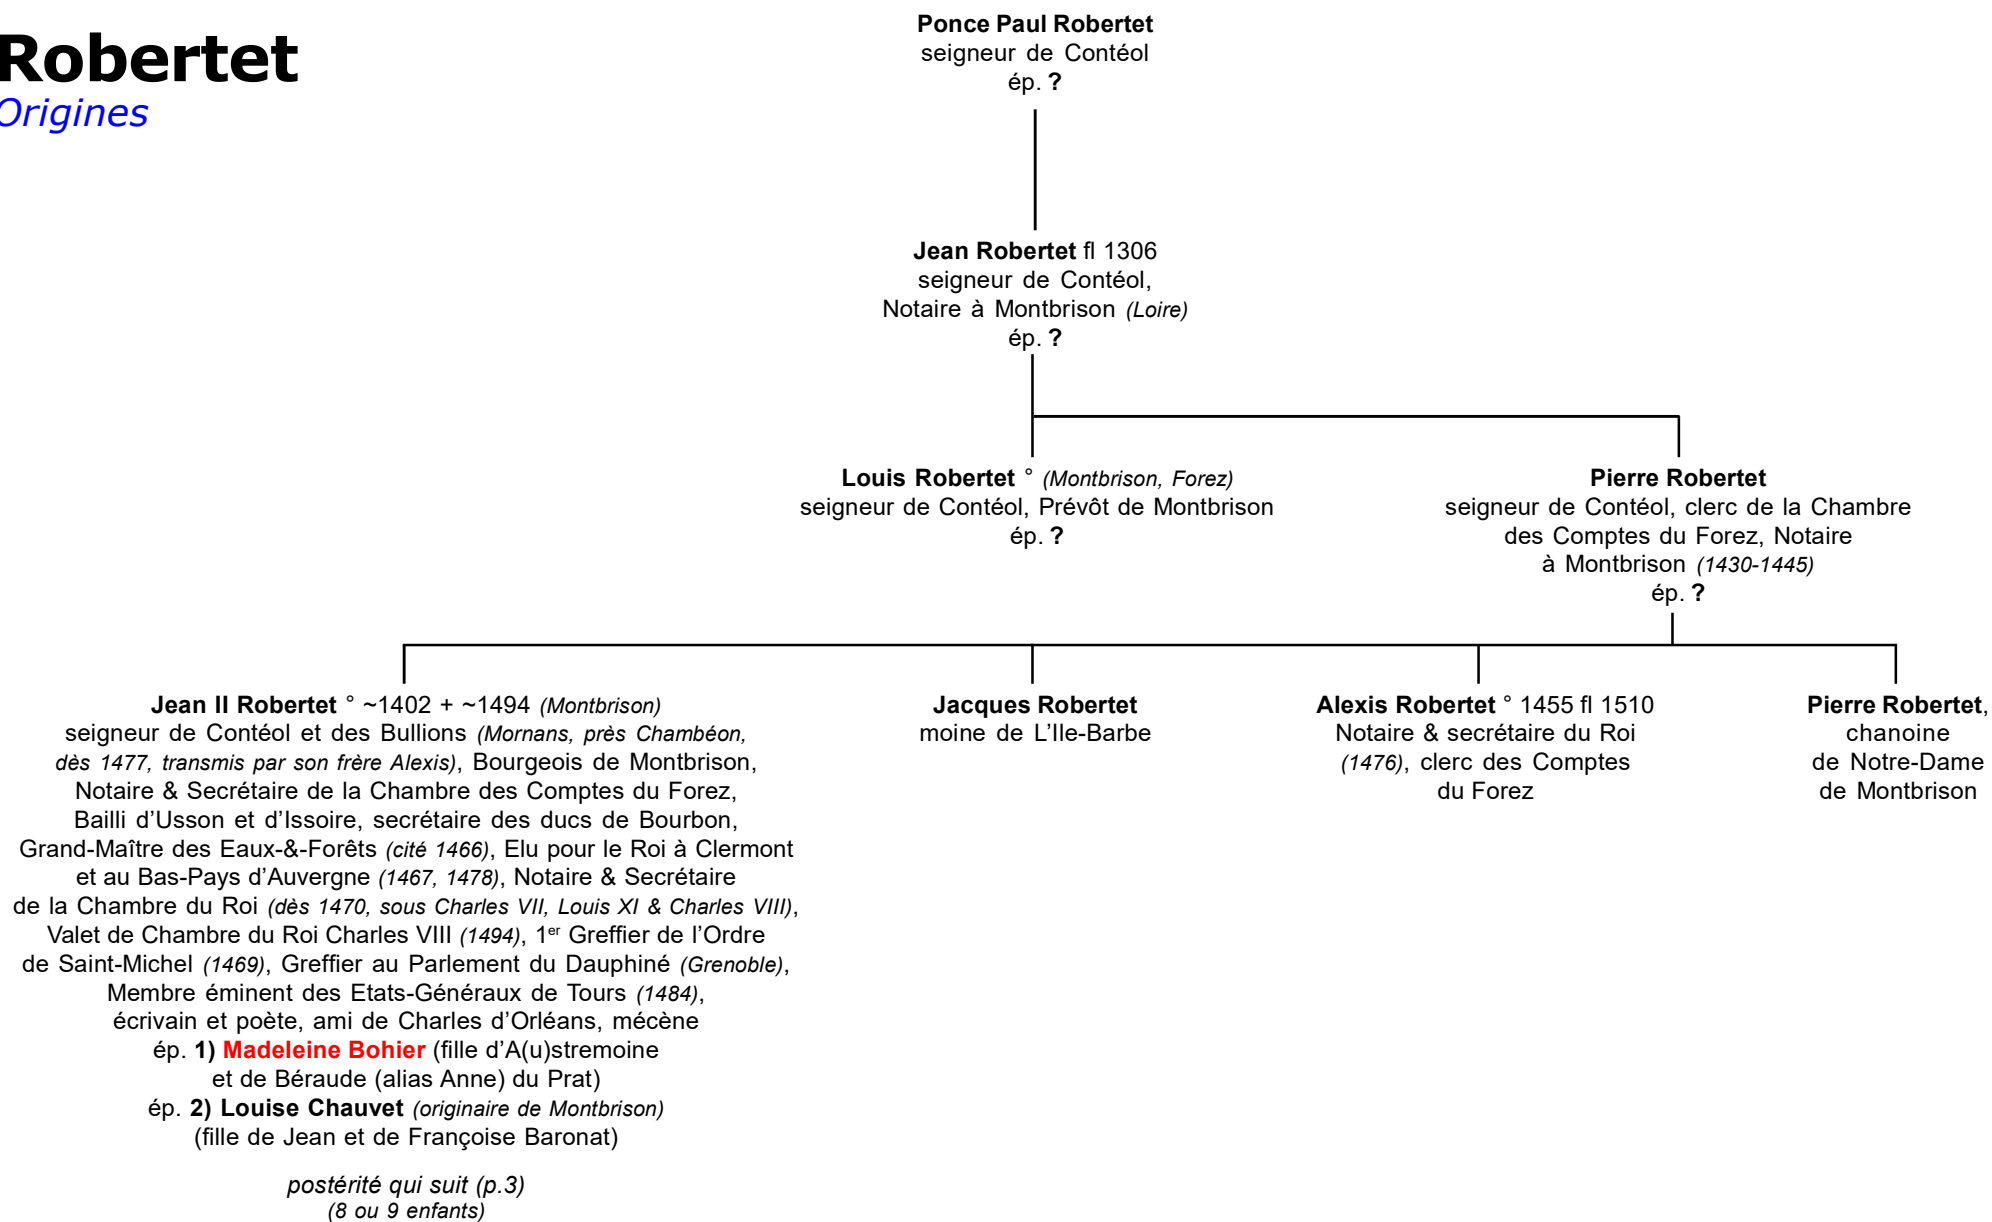 Robertet
Origines
Ponce Paul Robertet
seigneur de Contéol
ép. ?
Jean Robertet fl 1306
seigneur de Contéol,
Notaire à Montbrison (Loire)
ép. ?
Louis Robertet ° (Montbrison, Forez)
seigneur de Contéol, Prévôt de Montbrison
ép. ?
Pierre Robertet
seigneur de Contéol, clerc de la Chambre
des Comptes du Forez, Notaire
à Montbrison (1430-1445)
ép. ?
Jean II Robertet ° ~1402 + ~1494 (Montbrison)
seigneur de Contéol et des Bullions (Mornans, près Chambéon,
dès 1477, transmis par son frère Alexis), Bourgeois de Montbrison,
Notaire & Secrétaire de la Chambre des Comptes du Forez,
Bailli d'Usson et d'Issoire, secrétaire des ducs de Bourbon,
Grand-Maître des Eaux-&-Forêts (cité 1466), Elu pour le Roi à Clermont
et au Bas-Pays d'Auvergne (1467, 1478), Notaire & Secrétaire
de la Chambre du Roi (dès 1470, sous Charles VII, Louis XI & Charles VIII),
Valet de Chambre du Roi Charles VIII (1494), 1er Greffier de l'Ordre
de Saint-Michel (1469), Greffier au Parlement du Dauphiné (Grenoble),
Membre éminent des Etats-Généraux de Tours (1484),
écrivain et poète, ami de Charles d'Orléans, mécène
ép. 1) Madeleine Bohier (fille d'A(u)stremoine
et de Béraude (alias Anne) du Prat)
ép. 2) Louise Chauvet (originaire de Montbrison)
(fille de Jean et de Françoise Baronat)
postérité qui suit (p.3)
(8 ou 9 enfants)
Jacques Robertet
moine de L'Ile-Barbe
Alexis Robertet ° 1455 fl 1510
Notaire & secrétaire du Roi
(1476), clerc des Comptes
du Forez
Pierre Robertet,
chanoine
de Notre-Dame
de Montbrison